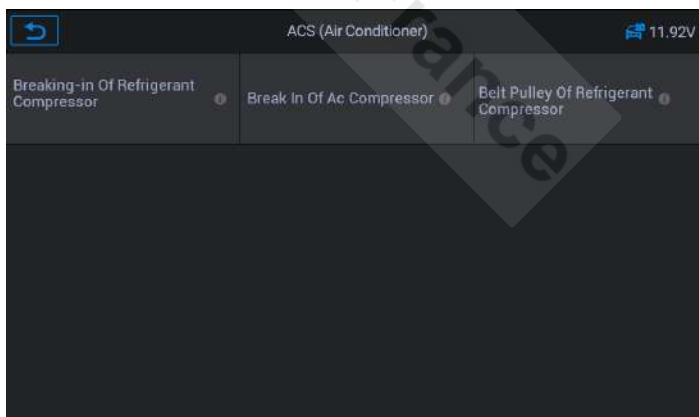 ACS (Air Conditioner)
11.92V
Breaking-in Of Refrigerant
Compressor
Break In Of Ac Compressor
Belt Pulley Of Refrigerant
Compressor